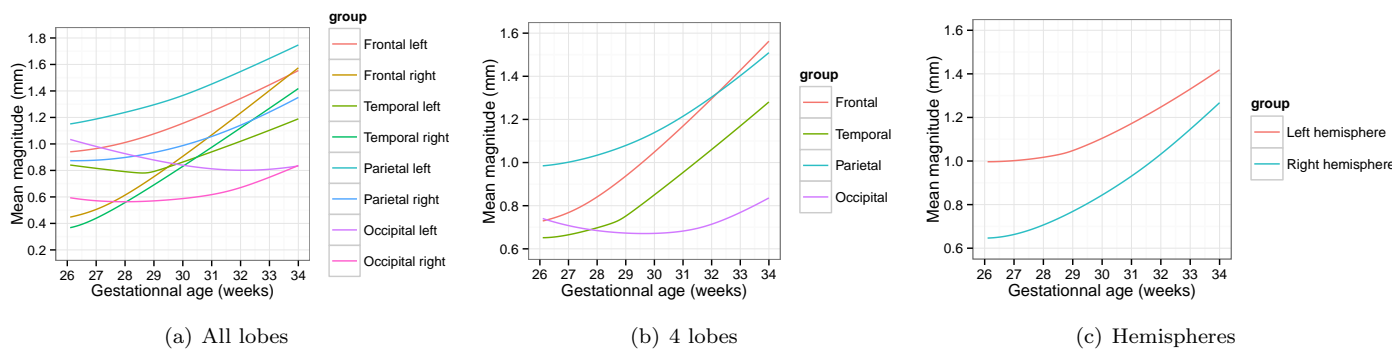 group
Frontal left
Frontal right
Temporal left
Temporal right
Parietal left
Parietal right
Occipital left
Occipital right
Mean magnitude (mm)
1.8
1.6
1.4
1.2
1.0
0.8
0.6
0.4
0.2
26 27 28 29 30 31 32 33 34
Gestationnal age (weeks)
(a) All lobes
group
Frontal
Temporal
Parietal
Occipital
Mean magnitude (mm)
1.6
1.4
1.2
1.0
0.8
0.6
26 27 28 29 30 31 32 33 34
Gestationnal age (weeks)
(b) 4 lobes
group
Left hemisphere
Right hemisphere
Mean magnitude (mm)
1.6
1.4
1.2
1.0
0.8
0.6
26 27 28 29 30 31 32 33 34
Gestationnal age (weeks)
(c) Hemispheres